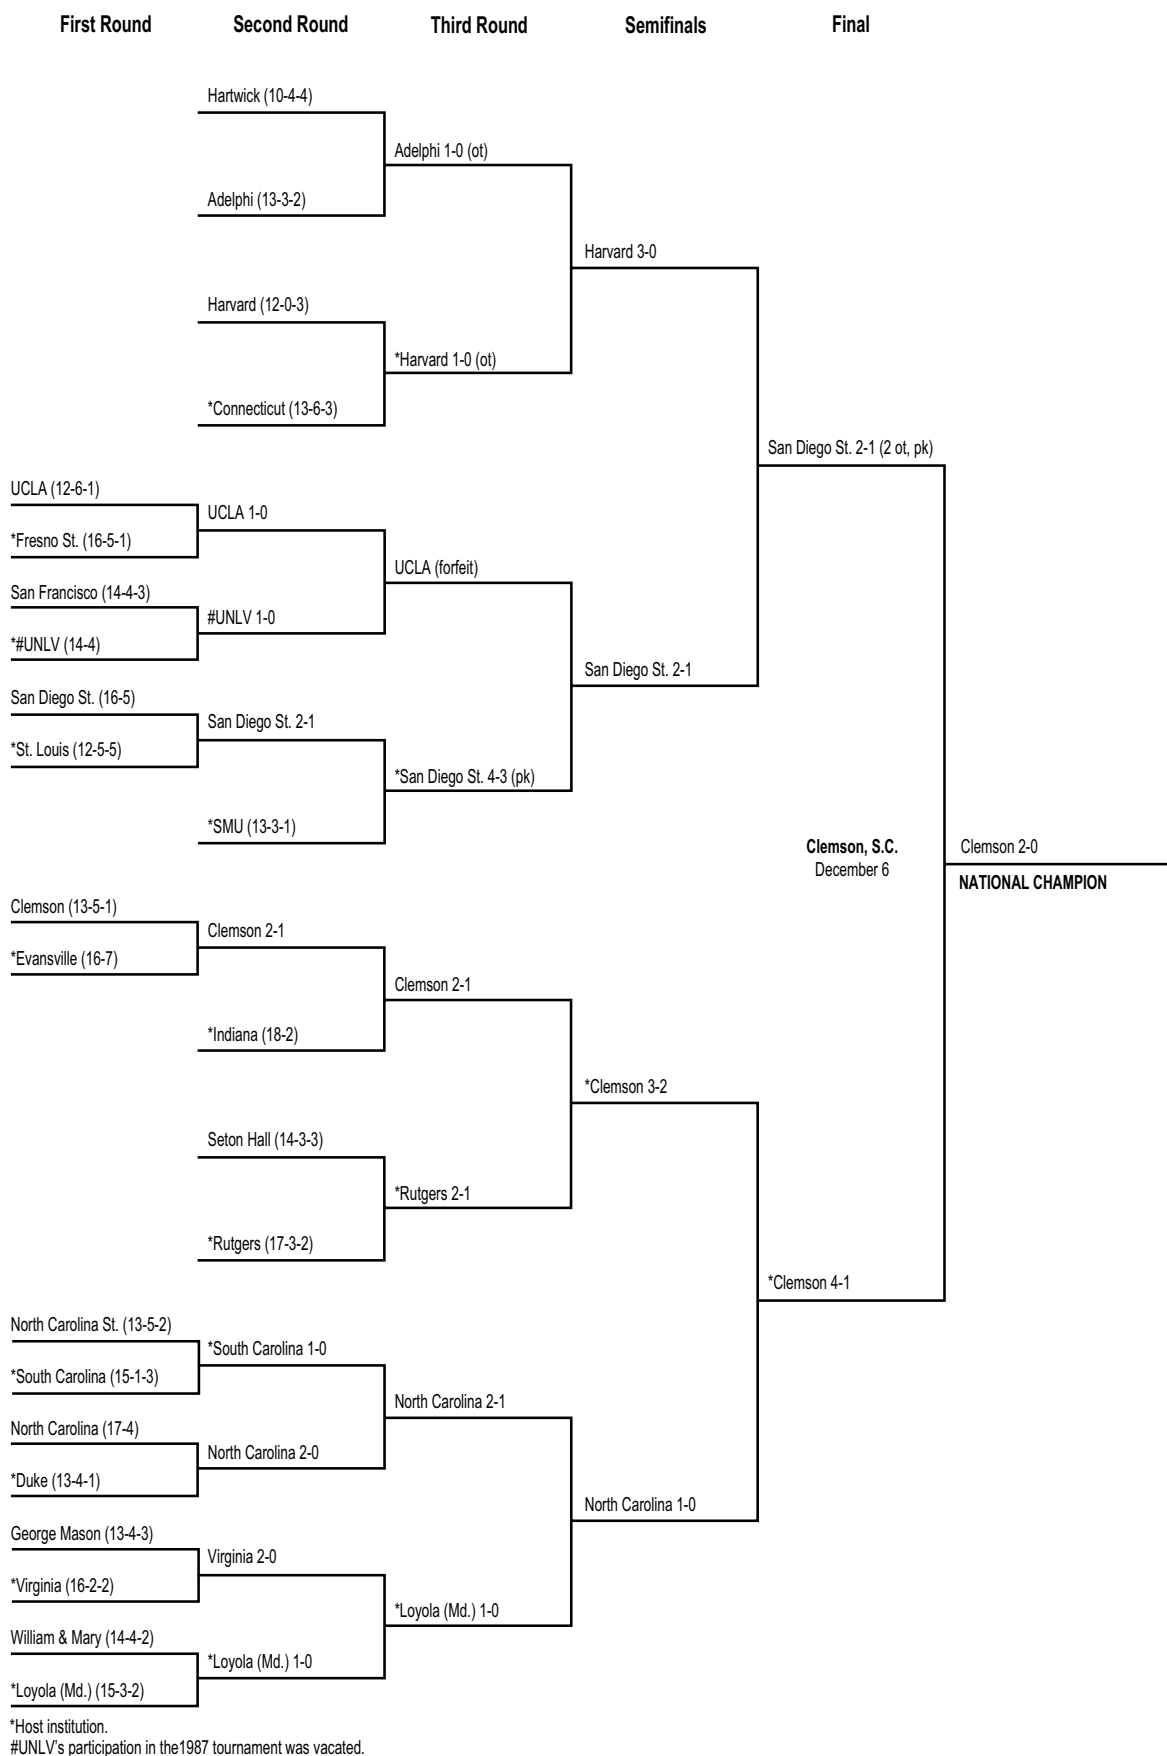 First Round
Second Round
Third Round
Semifinals
Final
Hartwick (10-4-4)
Adelphi 1-0 (ot)
Adelphi (13-3-2)
Harvard 3-0
Harvard (12-0-3)
*Harvard 1-0 (ot)
*Connecticut (13-6-3)
San Diego St. 2-1 (2 ot, pk)
UCLA (12-6-1)
UCLA 1-0
*Fresno St. (16-5-1)
UCLA (forfeit)
San Francisco (14-4-3)
#UNLV 1-0
*#UNLV (14-4)
San Diego St. 2-1
San Diego St. (16-5)
San Diego St. 2-1
*St. Louis (12-5-5)
*San Diego St. 4-3 (pk)
*SMU (13-3-1)
Clemson, S.C.
December 6
Clemson 2-0
NATIONAL CHAMPION
Clemson (13-5-1)
Clemson 2-1
*Evansville (16-7)
Clemson 2-1
*Indiana (18-2)
*Clemson 3-2
Seton Hall (14-3-3)
*Rutgers 2-1
*Rutgers (17-3-2)
*Clemson 4-1
North Carolina St. (13-5-2)
*South Carolina 1-0
*South Carolina (15-1-3)
North Carolina 2-1
North Carolina (17-4)
North Carolina 2-0
*Duke (13-4-1)
North Carolina 1-0
George Mason (13-4-3)
Virginia 2-0
*Virginia (16-2-2)
*Loyola (Md.) 1-0
William & Mary (14-4-2)
*Loyola (Md.) 1-0
*Loyola (Md.) (15-3-2)
*Host institution.
#UNLV's participation in the1987 tournament was vacated.